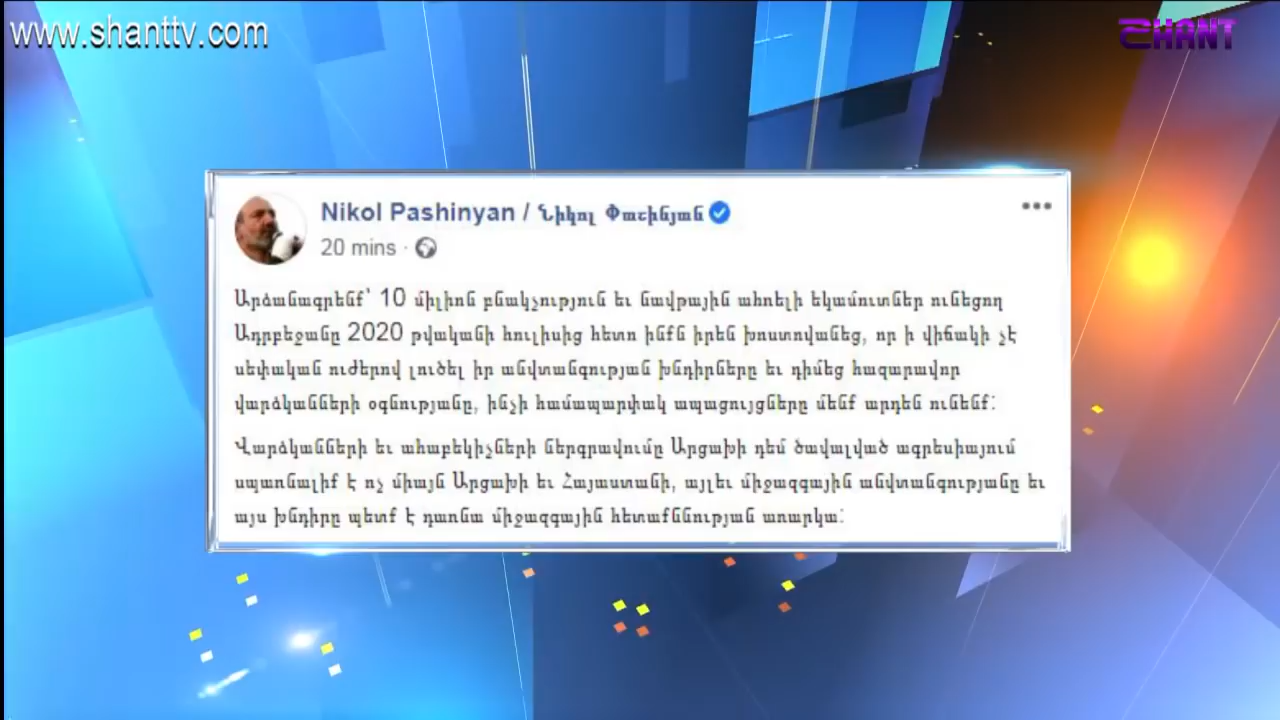 www.shanttv.com
SHANT
Nikol Pashinyan / Նիկոլ Փաշինյան
20 mins ·
Արձանագրենք՝ 10 միլիոն բնակչություն եւ նավթային ահռելի եկամուտներ ունեցող
Ադրբեջանը 2020 թվականի հուլիսից հետո ինքն իրեն խոստովանեց, որ ի վիճակի չէ
սեփական ուժերով լուծել իր անվտանգության խնդիրները եւ դիմեց հազարավոր
վարձկանների օգնությանը, ինչի համապարփակ ապացույցները մենք արդեն ունենք:
Վարձկանների եւ ահաբեկիչների ներգրավումը Արցախի դեմ ծավալված ագրեսիայում
սպառնալիք է ոչ միայն Արցախի եւ Հայաստանի, այլեւ միջազգային անվտանգությանը եւ
այս խնդիրը պետք է դառնա միջազգային հետաքննության առարկա: